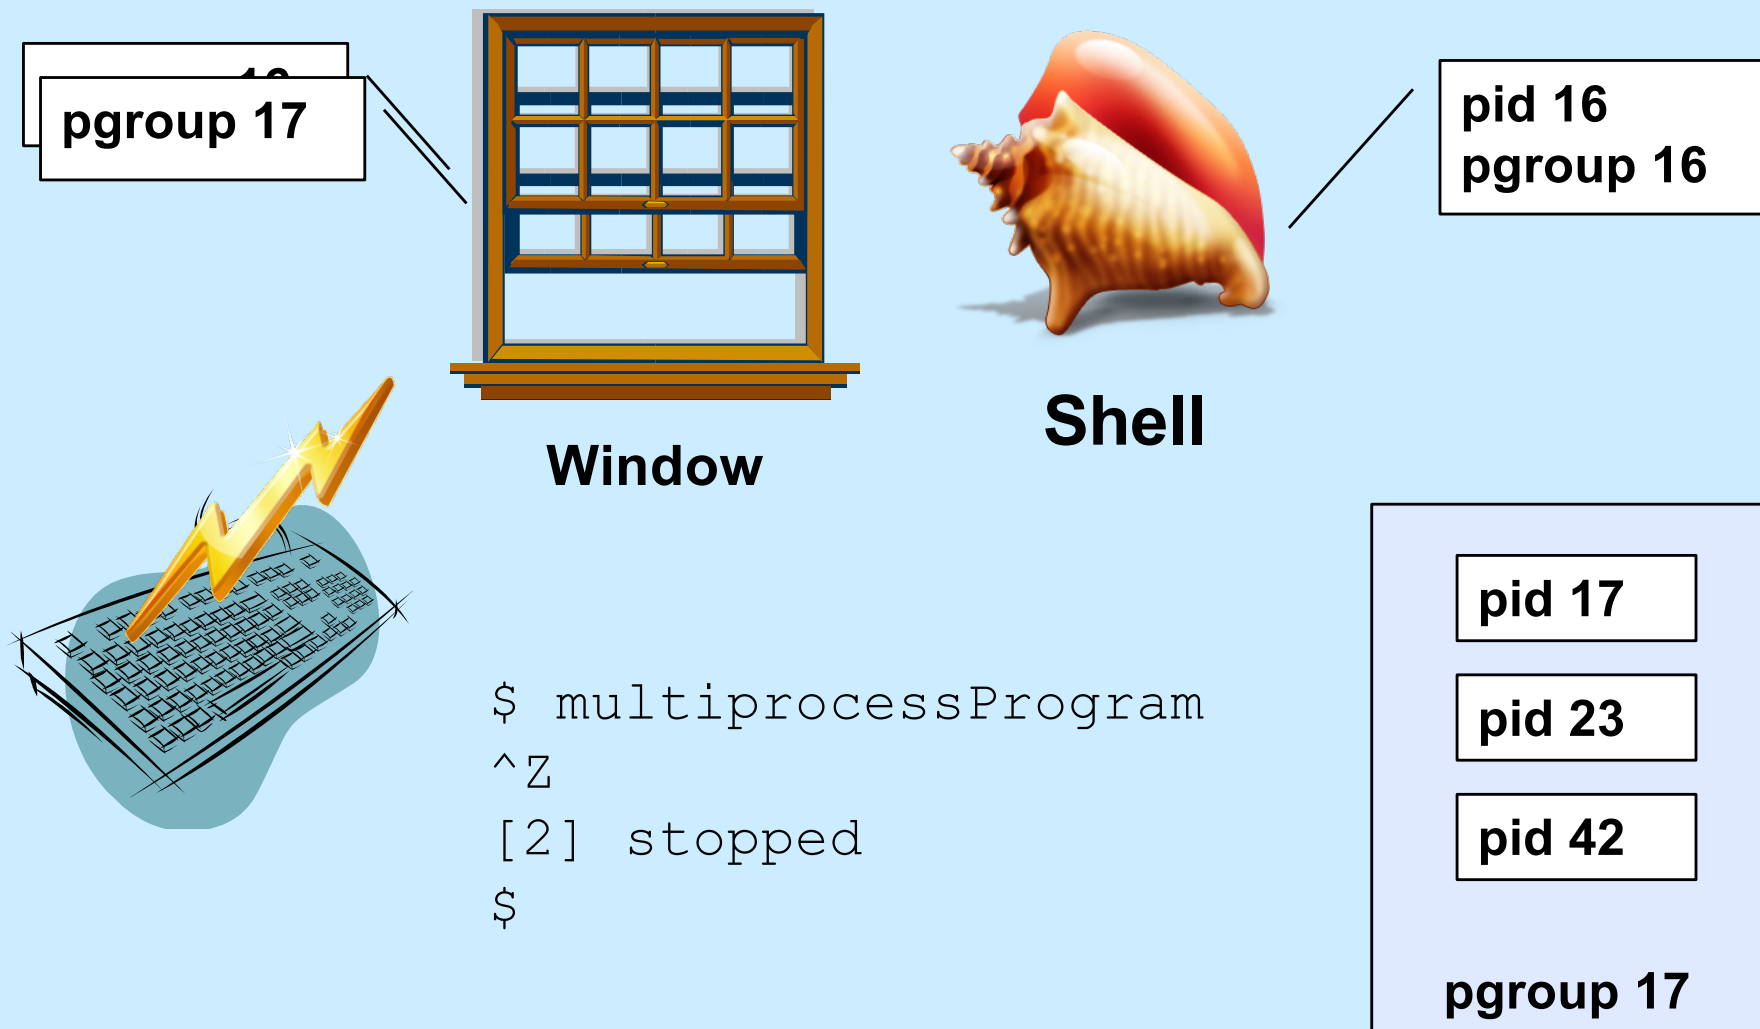 pgroup 17
pid 16
pgroup 16
Window
Shell
$ multiprocessProgram
^Z
[2] stopped
$
pid 17
pid 23
pid 42
pgroup 17